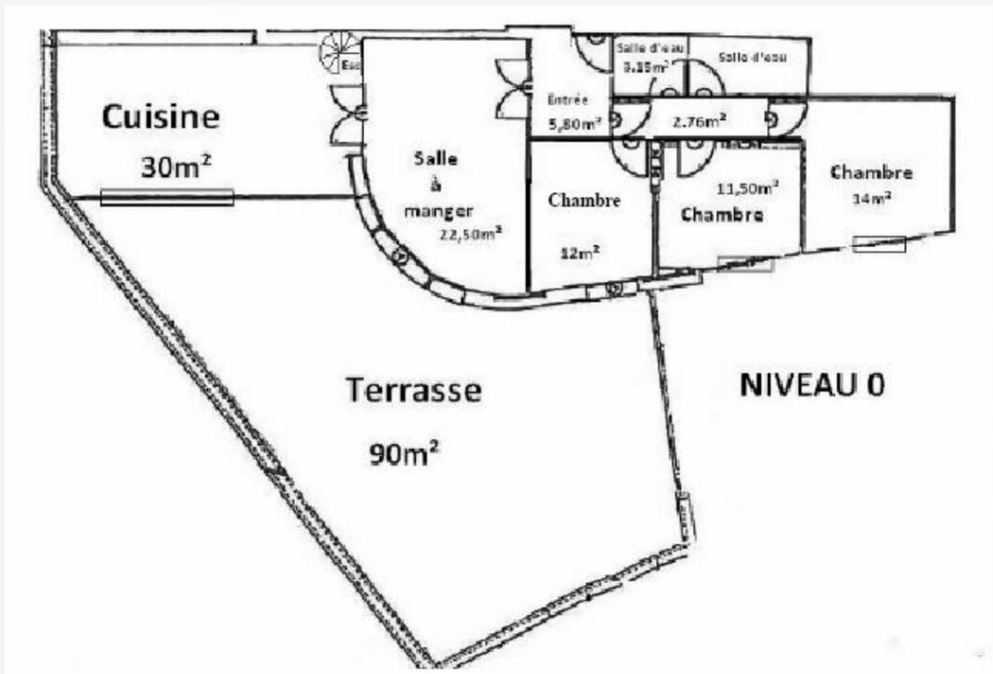 Cuisine
30m²
Esc
Salle
à
manger
22,50m²
Entrée
5,80m²
Salle d'eau
3.15m²
Salle d'eau
2.76m²
Chambre
12m²
11,50m²
Chambre
Chambre
14m²
Terrasse
90m²
NIVEAU 0